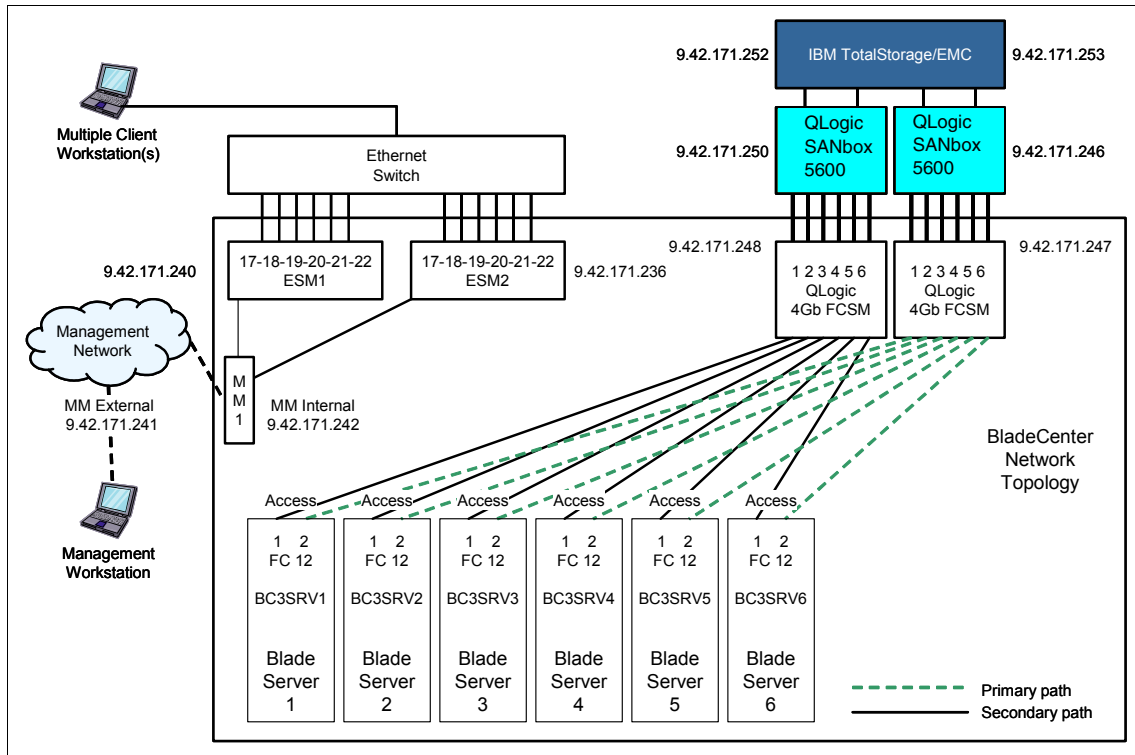 9.42.171.252
IBM TotalStorage/EMC
9.42.171.253
Multiple Client
Workstation(s)
Ethernet
Switch
9.42.171.250
QLogic
SANbox
5600
QLogic
SANbox
5600
9.42.171.246
9.42.171.240
17-18-19-20-21-22
ESM1
17-18-19-20-21-22
ESM2
9.42.171.236
9.42.171.248
1 2 3 4 5 6
QLogic
4Gb FCSM
1 2 3 4 5 6
QLogic
4Gb FCSM
9.42.171.247
Management
Network
MM External
9.42.171.241
M
M
1
MM Internal
9.42.171.242
BladeCenter
Network
Topology
Management
Workstation
Access
Access
Access
Access
Access
Access
1 2
FC 12
BC3SRV1
Blade
Server
1
1 2
FC 12
BC3SRV2
Blade
Server
2
1 2
FC 12
BC3SRV3
Blade
Server
3
1 2
FC 12
BC3SRV4
Blade
Server
4
1 2
FC 12
BC3SRV5
Blade
Server
5
1 2
FC 12
BC3SRV6
Blade
Server
6
Primary path
Secondary path